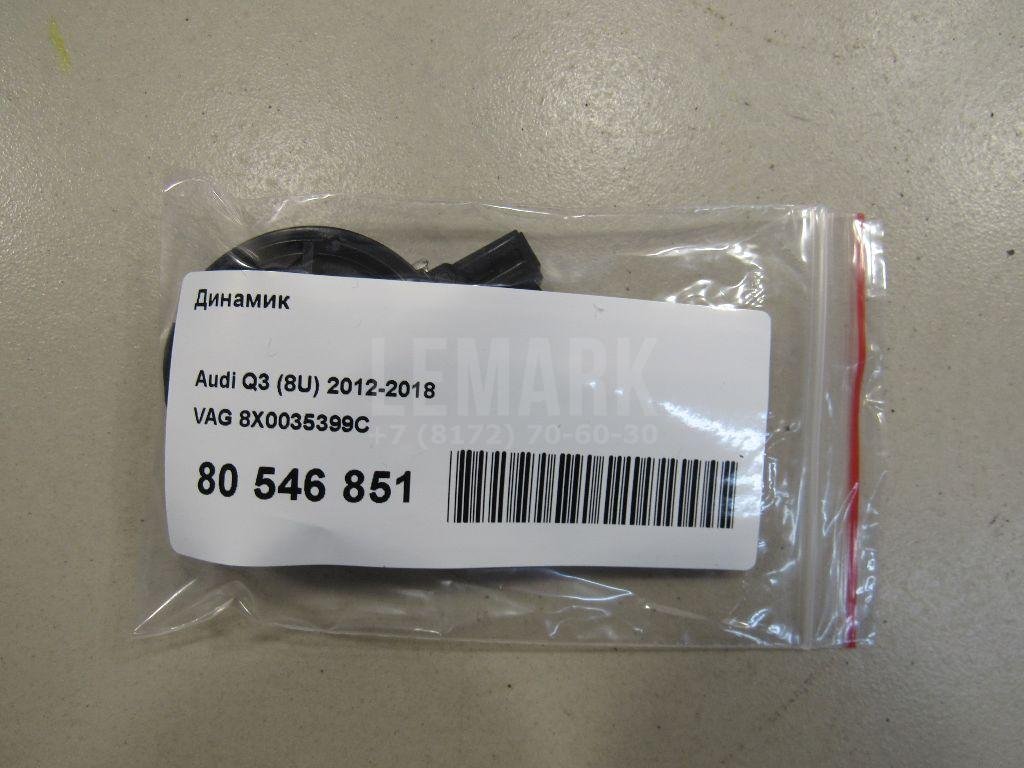 Динамик
LEMARK
Audi Q3 (8U) 2012-2018
VAG 8X0035399C
+7 (8172) 70-60-30
80 546 851